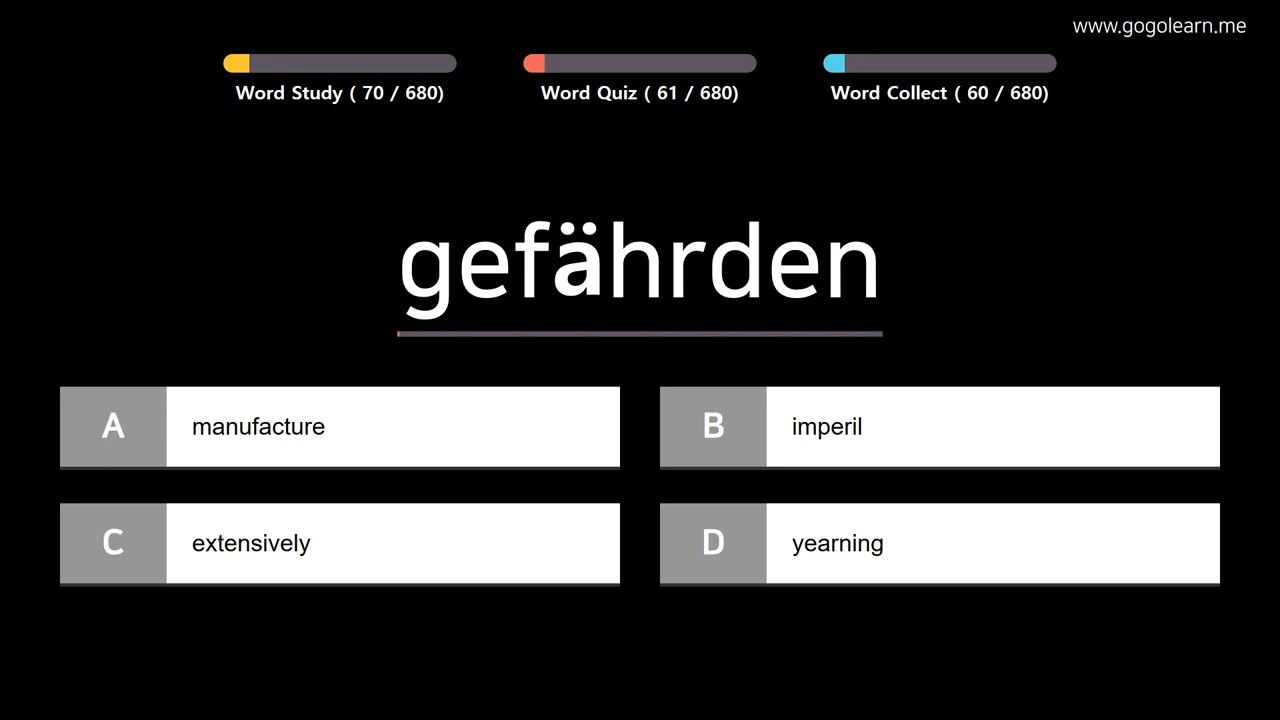 www.gogolearn.me
Word Study ( 70 / 680)
Word Quiz ( 61 / 680)
Word Collect ( 60 / 680)
gefährden
A manufacture
B imperil
C extensively
D yearning